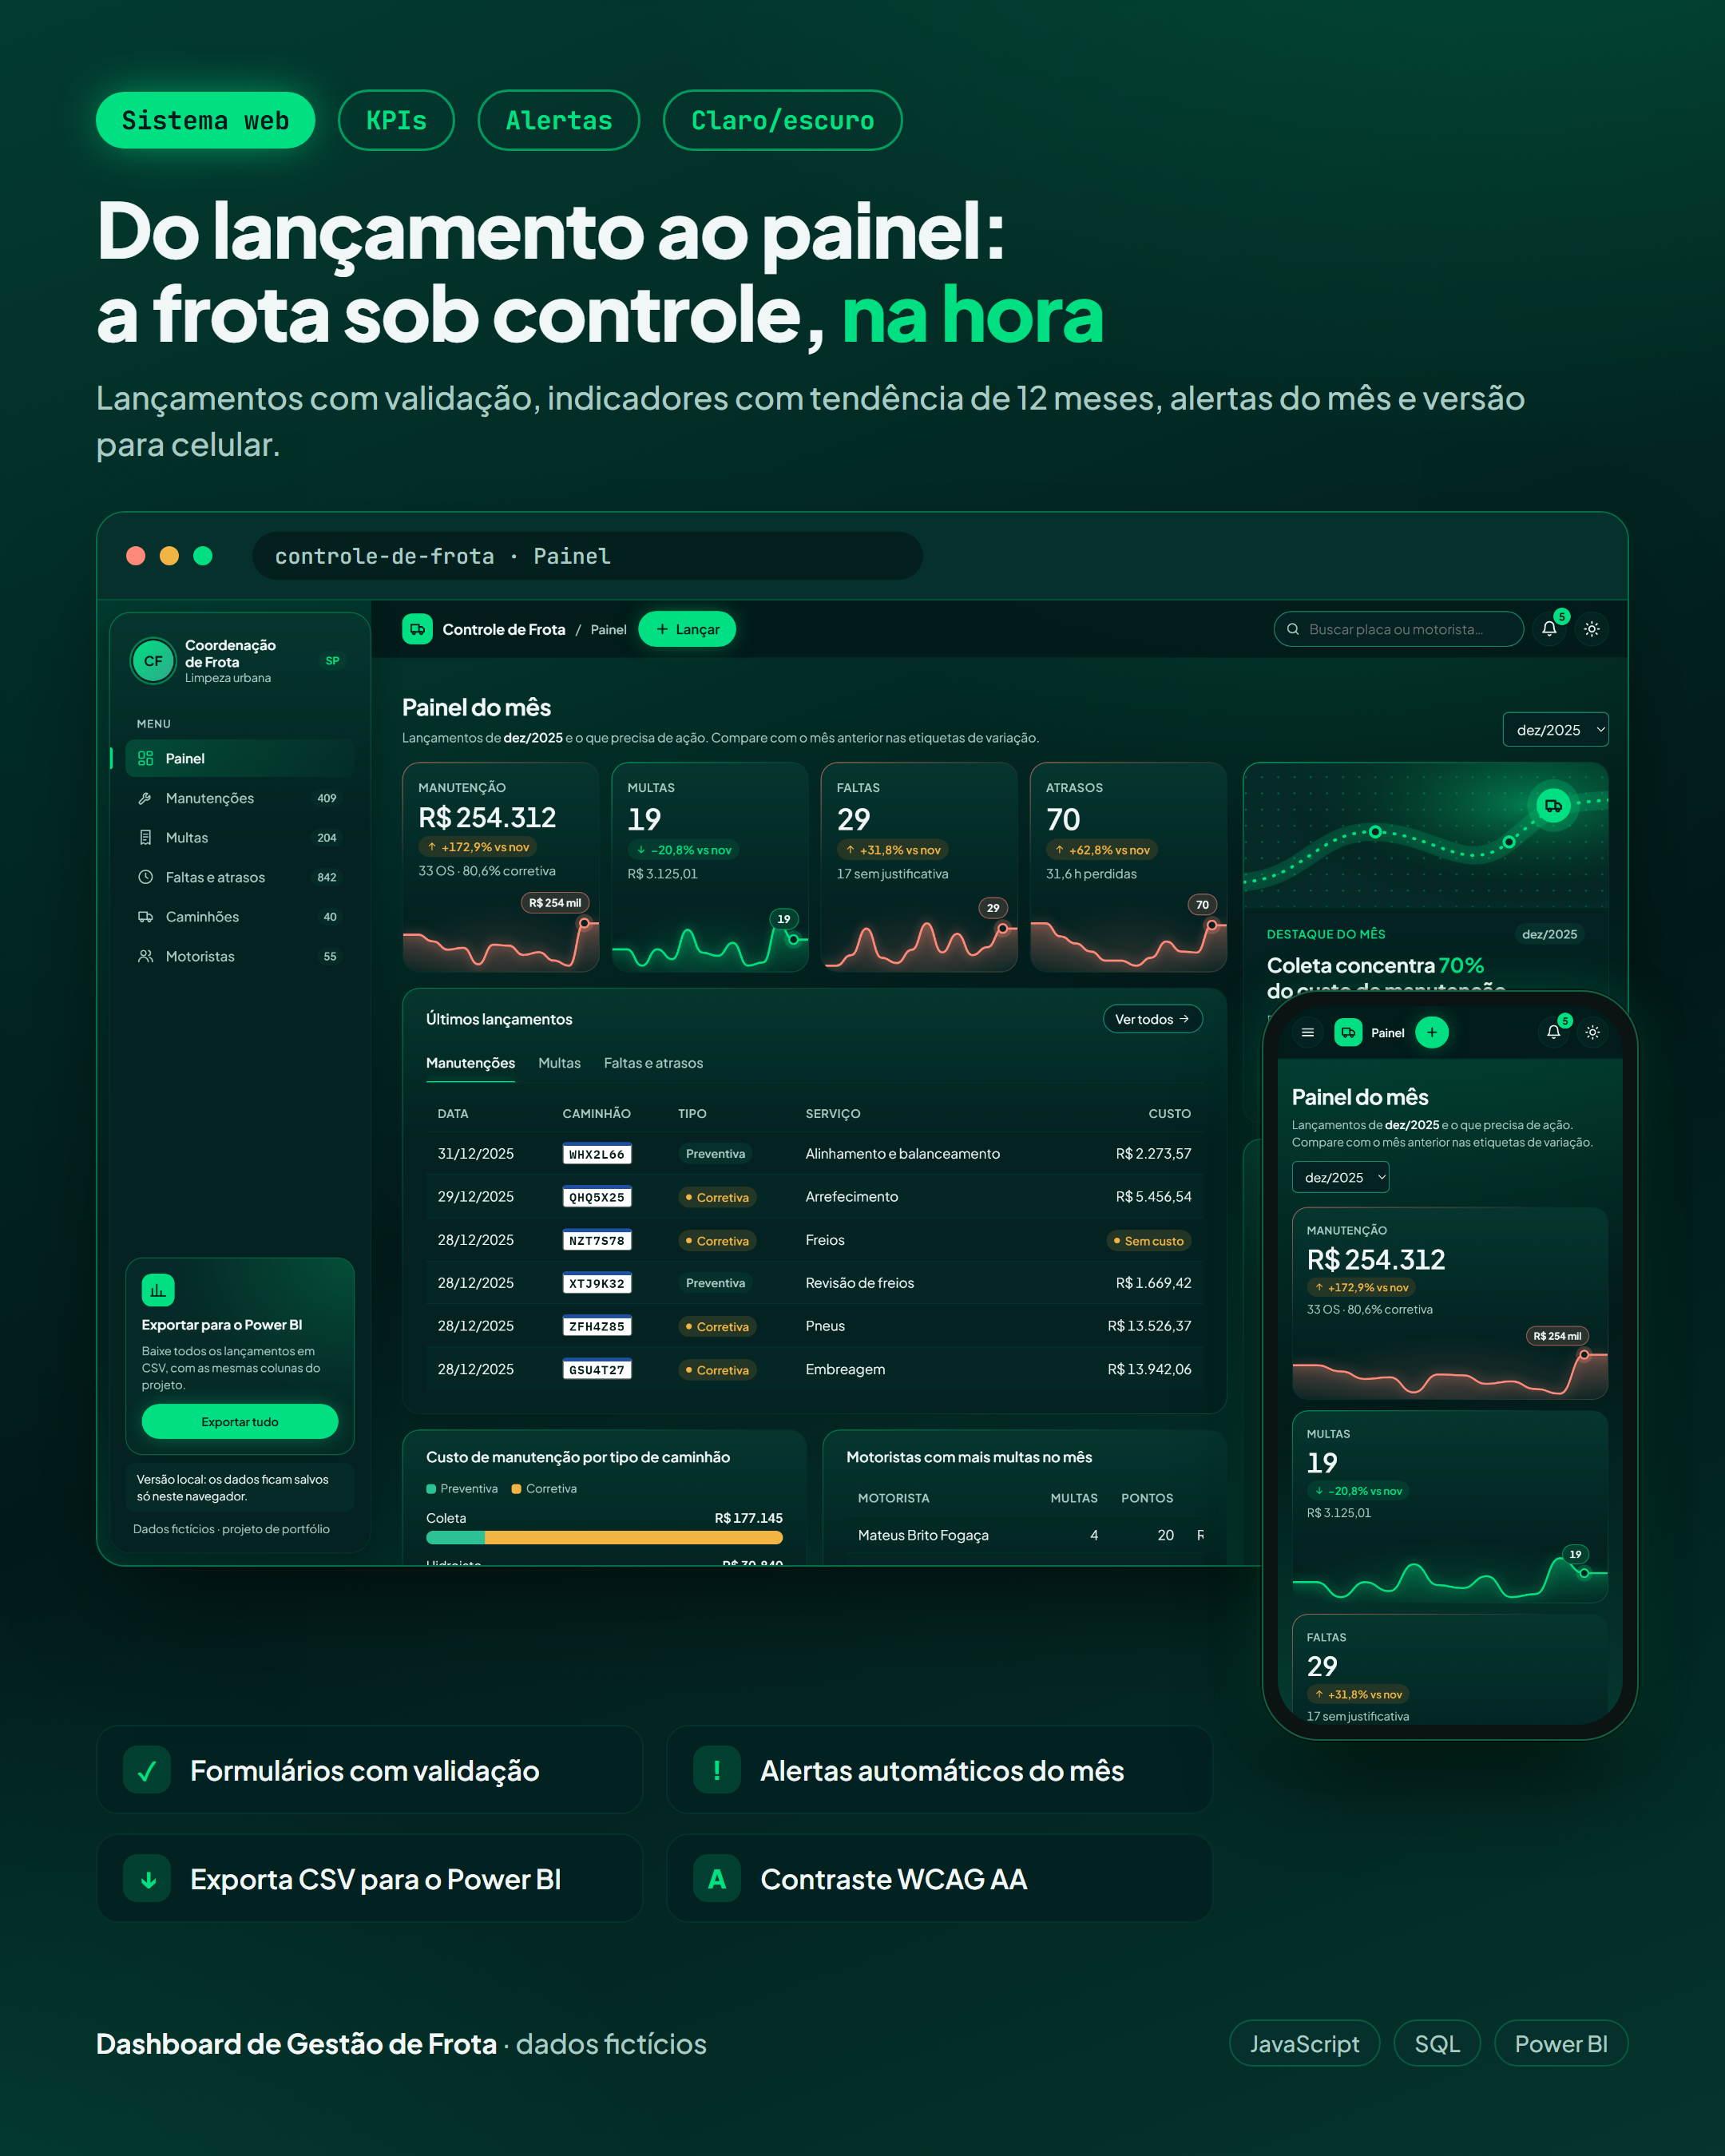 Sistema web
KPIs
Alertas
Claro/escuro
Do lançamento ao painel:
a frota sob controle, na hora
Lançamentos com validação, indicadores com tendência de 12 meses, alertas do mês e versão
para celular.
controle-de-frota · Painel
CF
Coordenação
de Frota
Limpeza urbana
SP
MENU
Painel
Manutenções 409
Multas 204
Faltas e atrasos 842
Caminhões 40
Motoristas 55
Exportar para o Power BI
Baixe todos os lançamentos em
CSV, com as mesmas colunas do
projeto.
Exportar tudo
Versão local: os dados ficam salvos
só neste navegador.
Dados fictícios · projeto de portfólio
Controle de Frota / Painel
+ Lançar
Buscar placa ou motorista...
5
Painel do mês
Lançamentos de dez/2025 e o que precisa de ação. Compare com o mês anterior nas etiquetas de variação.
dez/2025
MANUTENÇÃO
R$ 254.312
↑ +172,9% vs nov
33 OS · 80,6% corretiva
R$ 254 mil
MULTAS
19
↓ −20,8% vs nov
R$ 3.125,01
19
FALTAS
29
↑ +31,8% vs nov
17 sem justificativa
29
ATRASOS
70
↑ +62,8% vs nov
31,6 h perdidas
70
DESTAQUE DO MÊS
dez/2025
Coleta concentra 70%
do custo de manutenção
Últimos lançamentos
Ver todos →
Manutenções Multas Faltas e atrasos
DATA CAMINHÃO TIPO SERVIÇO CUSTO
31/12/2025 WHX2L66 Preventiva Alinhamento e balanceamento R$ 2.273,57
29/12/2025 QHQ5X25 Corretiva Arrefecimento R$ 5.456,54
28/12/2025 NZT7S78 Corretiva Freios Sem custo
28/12/2025 XTJ9K32 Preventiva Revisão de freios R$ 1.669,42
28/12/2025 ZFH4Z85 Corretiva Pneus R$ 13.526,37
28/12/2025 GSU4T27 Corretiva Embreagem R$ 13.942,06
Custo de manutenção por tipo de caminhão
Preventiva Corretiva
Coleta R$ 177.145
Hidrojato R$ 30.840
Motoristas com mais multas no mês
MOTORISTA MULTAS PONTOS
Mateus Brito Fogaça 4 20 R
Painel
+
5
Painel do mês
Lançamentos de dez/2025 e o que precisa de ação.
Compare com o mês anterior nas etiquetas de variação.
dez/2025
MANUTENÇÃO
R$ 254.312
↑ +172,9% vs nov
33 OS · 80,6% corretiva
R$ 254 mil
MULTAS
19
↓ −20,8% vs nov
R$ 3.125,01
19
FALTAS
29
↑ +31,8% vs nov
17 sem justificativa
✓ Formulários com validação
! Alertas automáticos do mês
↓ Exporta CSV para o Power BI
A Contraste WCAG AA
Dashboard de Gestão de Frota · dados fictícios
JavaScript
SQL
Power BI